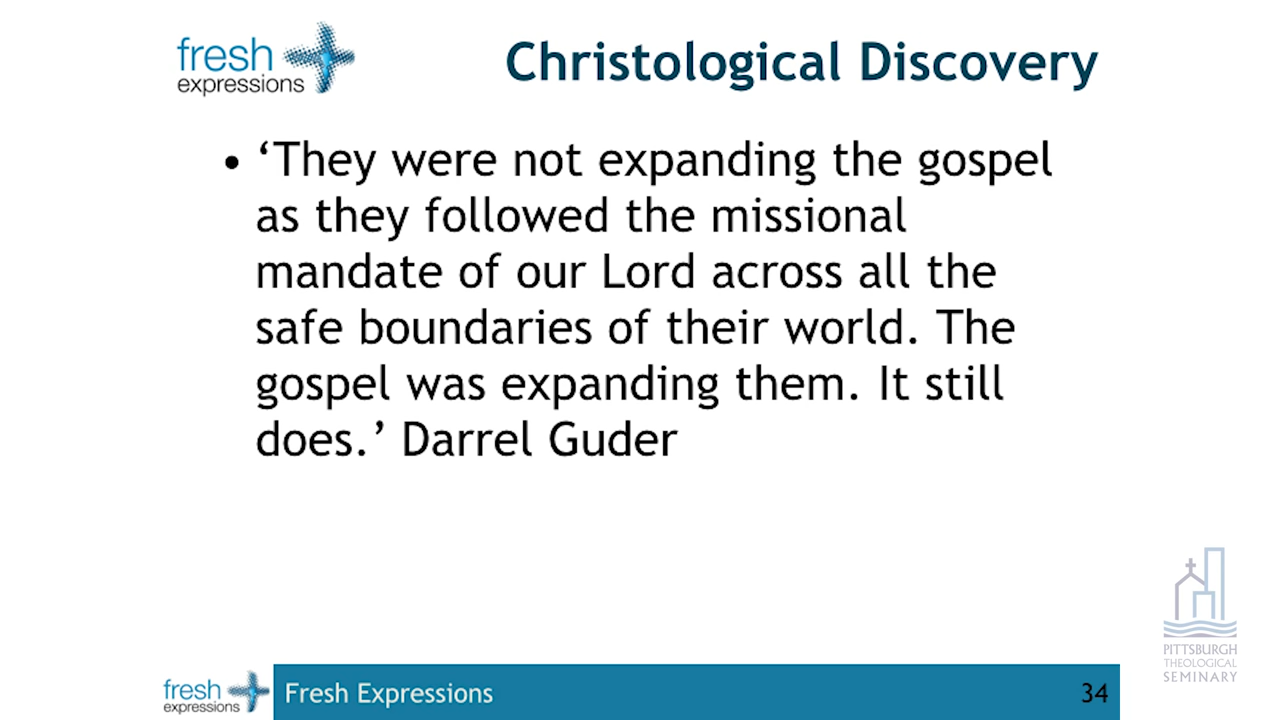 fresh
expressions
Christological Discovery
• ‘They were not expanding the gospel
as they followed the missional
mandate of our Lord across all the
safe boundaries of their world. The
gospel was expanding them. It still
does.’ Darrel Guder
PITTSBURGH
THEOLOGICAL
SEMINARY
fresh
expressions
Fresh Expressions
34